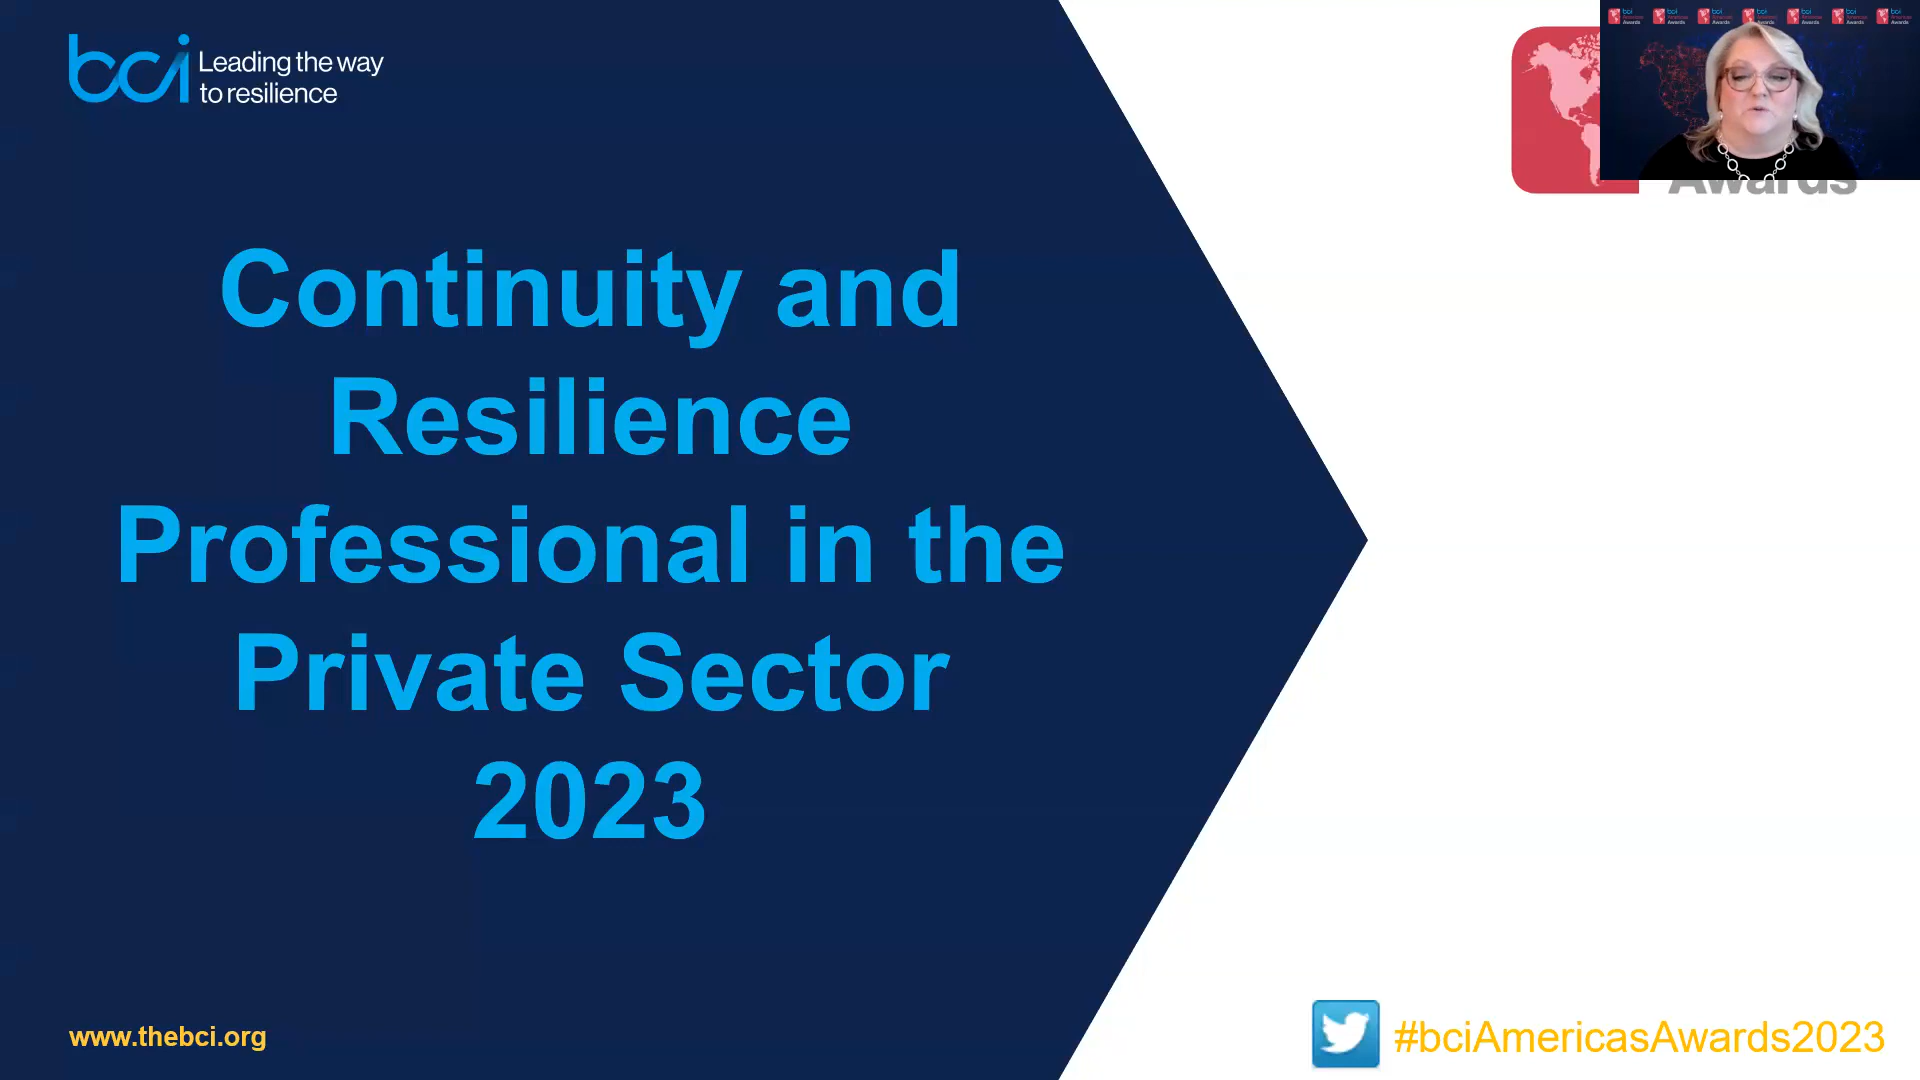 bci
Leading the way
to resilience
Awards
Continuity and
Resilience
Professional in the
Private Sector
2023
www.thebci.org
#bciAmericasAwards2023